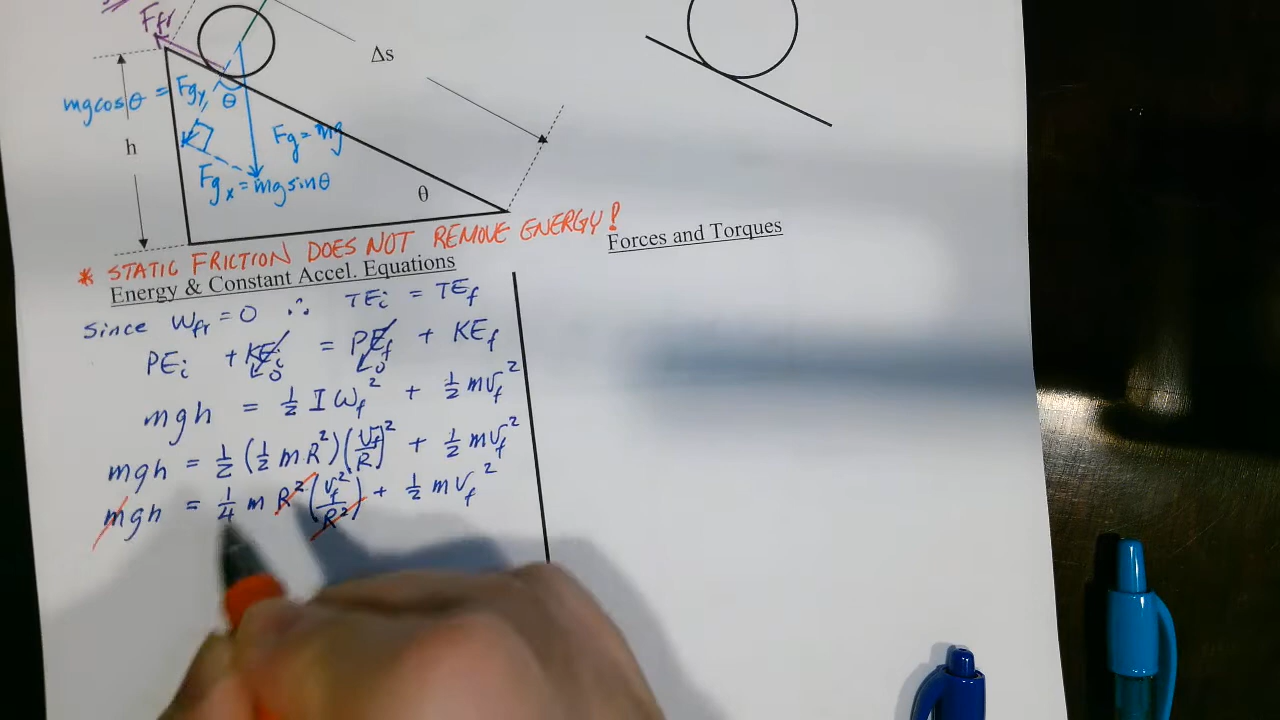 Ffr
Δs
mgcosθ = Fgy
θ
h
Fg = mg
Fgx = mgsinθ
θ
* STATIC FRICTION DOES NOT REMOVE ENERGY!
Energy & Constant Accel. Equations
Forces and Torques
Since Wfr = 0 ∴ TEi = TEf
PEi + KEi = PEf + KEf
0 0
mgh = 1/2 I ωf² + 1/2 mvf²
mgh = 1/2 (1/2 mR²)(vf/R)² + 1/2 mvf²
mgh = 1/4 m R² (vf²/R²) + 1/2 mvf²